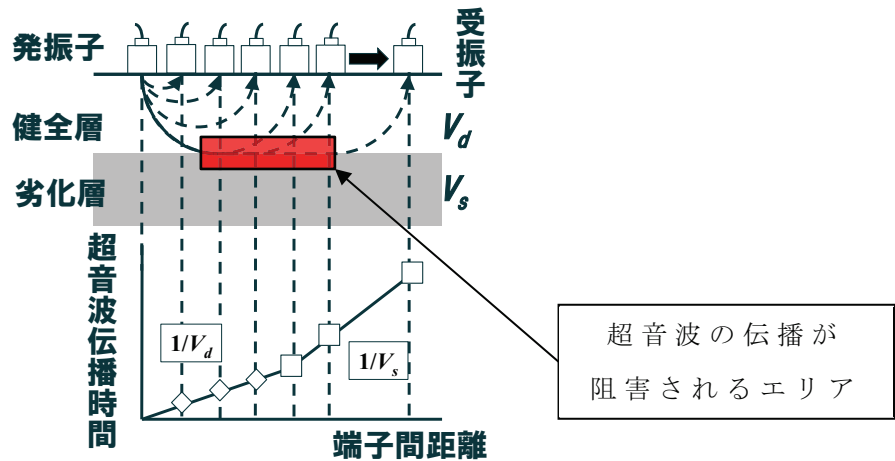 発振子
受振子
健全層
V_d
劣化層
V_s
超音波伝播時間
1/V_d
1/V_s
端子間距離
超音波の伝播が
阻害されるエリア